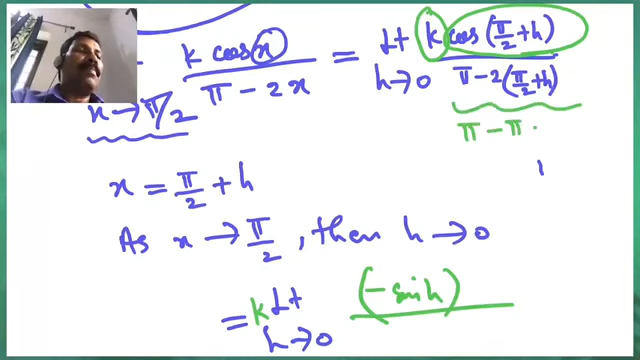 k cos x / π - 2x = Lt h→0 k cos(π/2 + h) / π - 2(π/2 + h)
x → π/2
π - π
x = π/2 + h
As x → π/2 , then h → 0
= k Lt h→0 (- sin h)